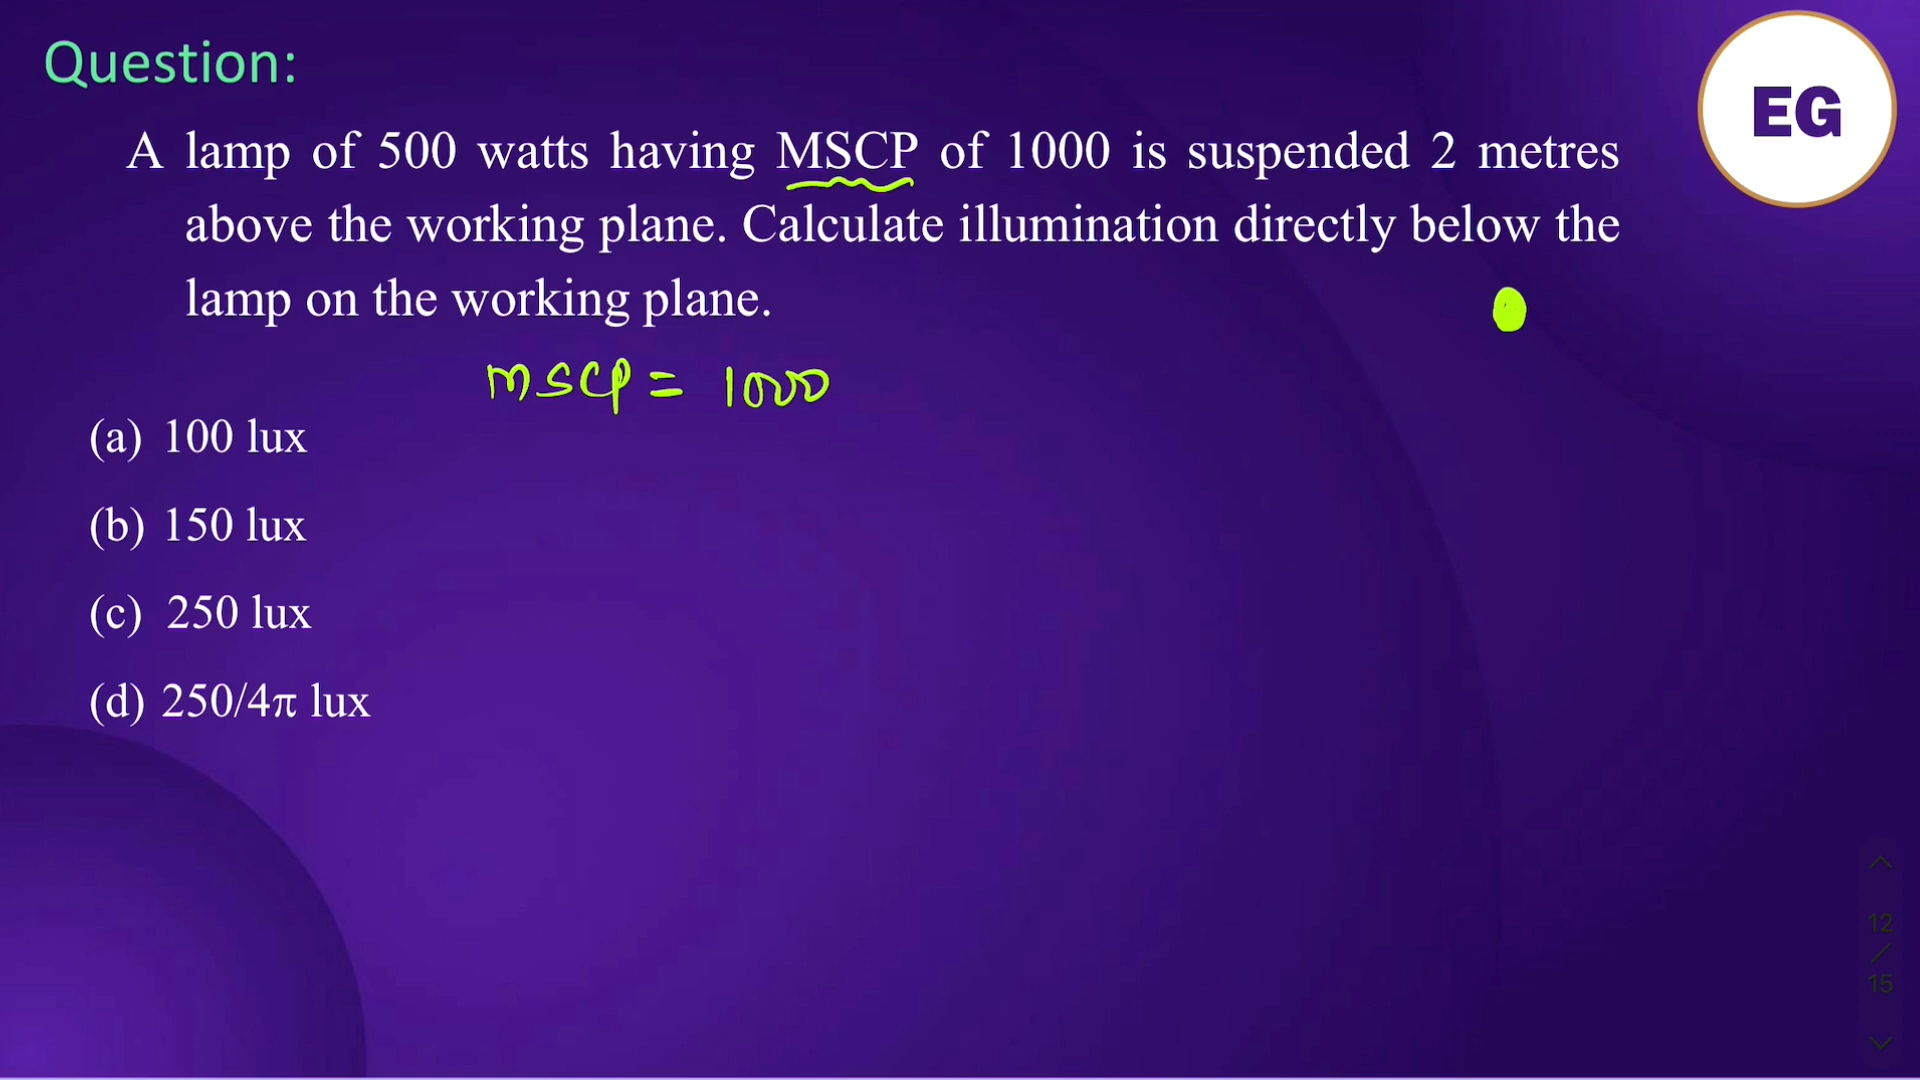 Question:
EG
A lamp of 500 watts having MSCP of 1000 is suspended 2 metres
above the working plane. Calculate illumination directly below the
lamp on the working plane.
MSCP = 1000
(a) 100 lux
(b) 150 lux
(c) 250 lux
(d) 250/4π lux
12
/
15